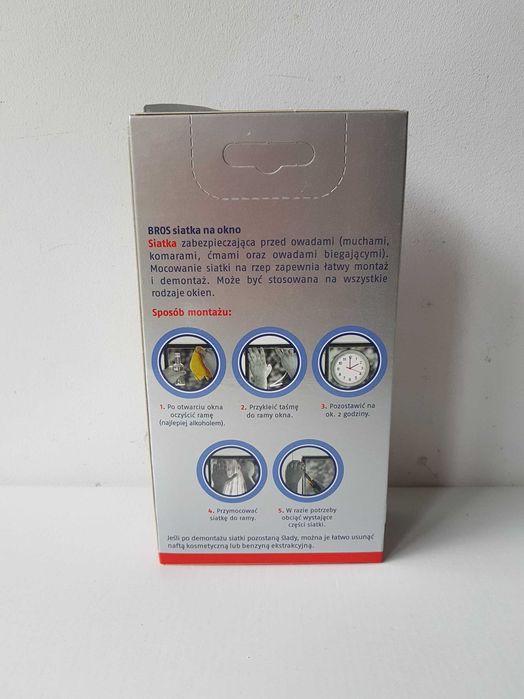 BROS siatka na okno
Siatka zabezpieczająca przed owadami (muchami,
komarami, ćmami oraz owadami biegającymi).
Mocowanie siatki na rzep zapewnia łatwy montaż
i demontaż. Może być stosowana na wszystkie
rodzaje okien.
Sposób montażu:
1. Po otwarciu okna
oczyścić ramę
(najlepiej alkoholem).
2. Przykleić taśmę
do ramy okna.
3. Pozostawić na
ok. 2 godziny.
4. Przymocować
siatkę do ramy.
5. W razie potrzeby
obciąć wystające
części siatki.
Jeśli po demontażu siatki pozostaną ślady, można je łatwo usunąć
naftą kosmetyczną lub benzyną ekstrakcyjną.